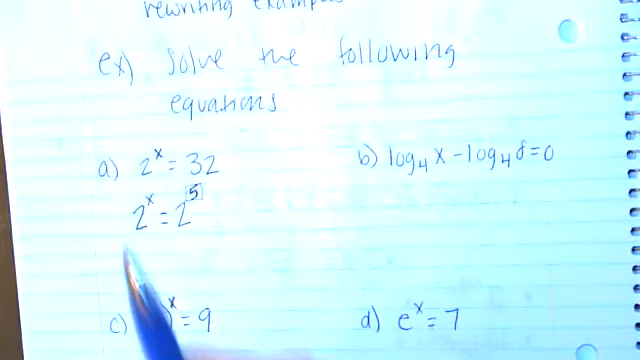 rewriting examples
ex) Solve the following
equations
a) 2^x = 32
b) log₄ x - log₄ 8 = 0
2^x = 2^5
c) )^x = 9
d) e^x = 7